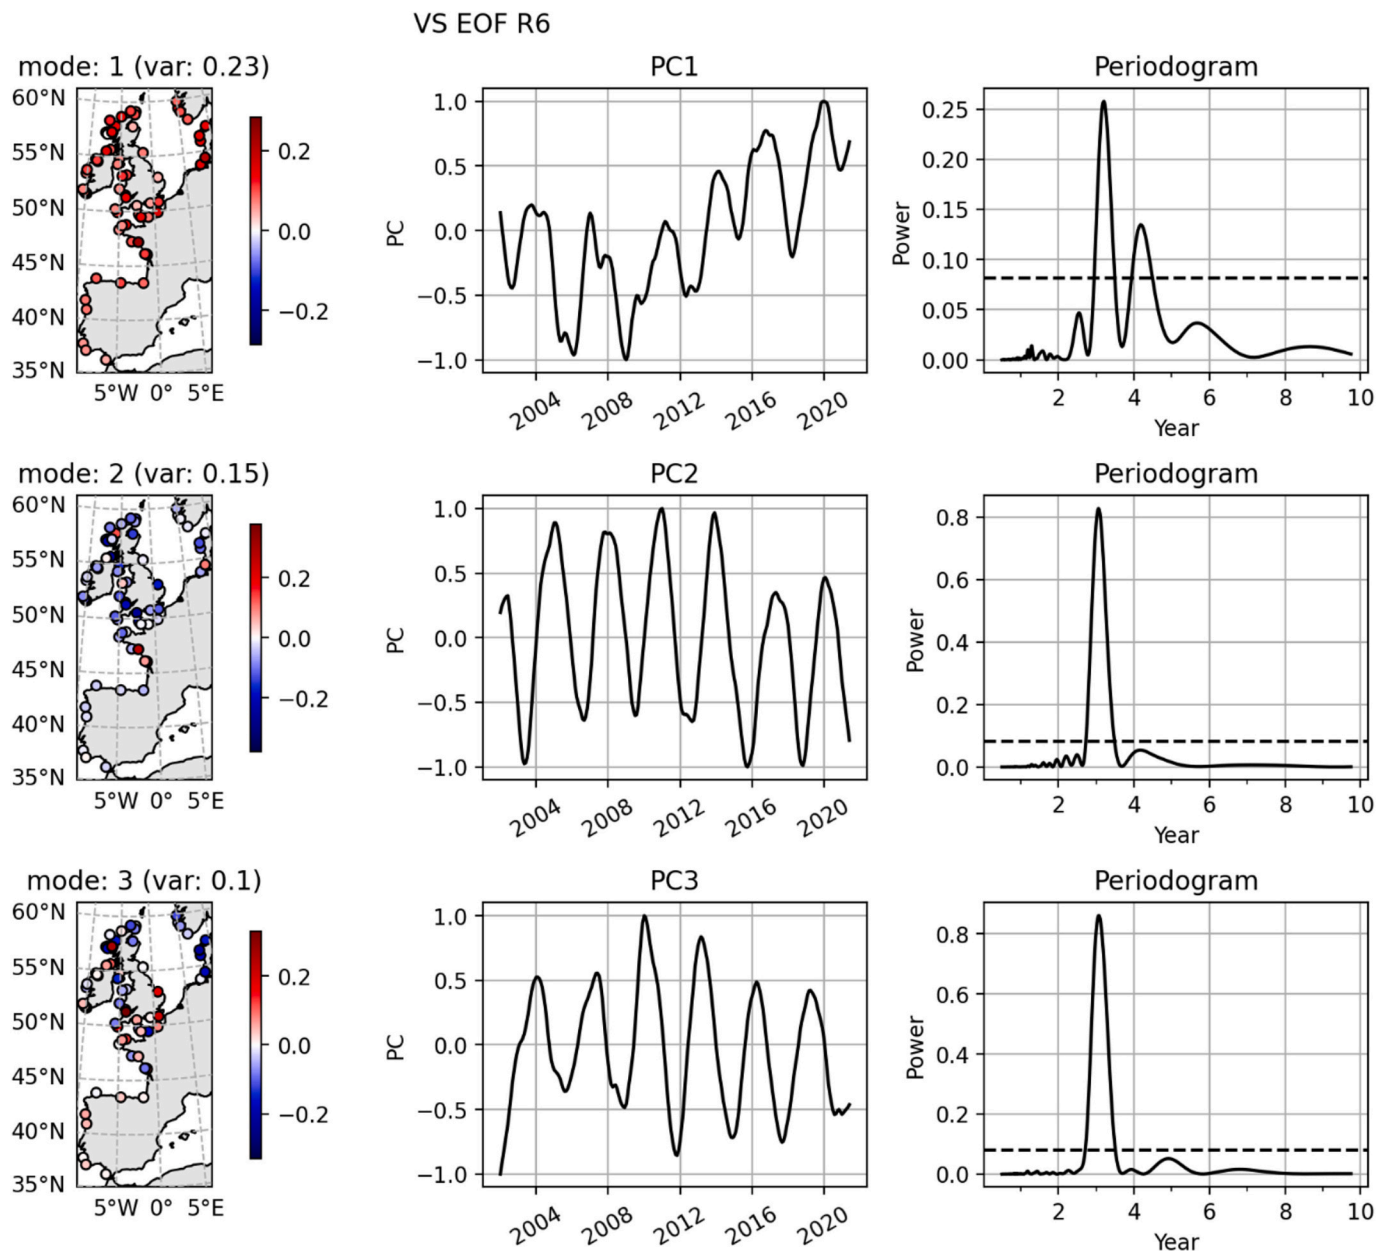 VS EOF R6
mode: 1 (var: 0.23)
60°N
55°N
50°N
45°N
40°N
35°N
5°W 0° 5°E
0.2
0.0
−0.2
PC1
PC
1.0
0.5
0.0
−0.5
−1.0
2004 2008 2012 2016 2020
Periodogram
Power
0.25
0.20
0.15
0.10
0.05
0.00
2 4 6 8 10
Year
mode: 2 (var: 0.15)
60°N
55°N
50°N
45°N
40°N
35°N
5°W 0° 5°E
0.2
0.0
−0.2
PC2
PC
1.0
0.5
0.0
−0.5
−1.0
2004 2008 2012 2016 2020
Periodogram
Power
0.8
0.6
0.4
0.2
0.0
2 4 6 8 10
Year
mode: 3 (var: 0.1)
60°N
55°N
50°N
45°N
40°N
35°N
5°W 0° 5°E
0.2
0.0
−0.2
PC3
PC
1.0
0.5
0.0
−0.5
−1.0
2004 2008 2012 2016 2020
Periodogram
Power
0.8
0.6
0.4
0.2
0.0
2 4 6 8 10
Year